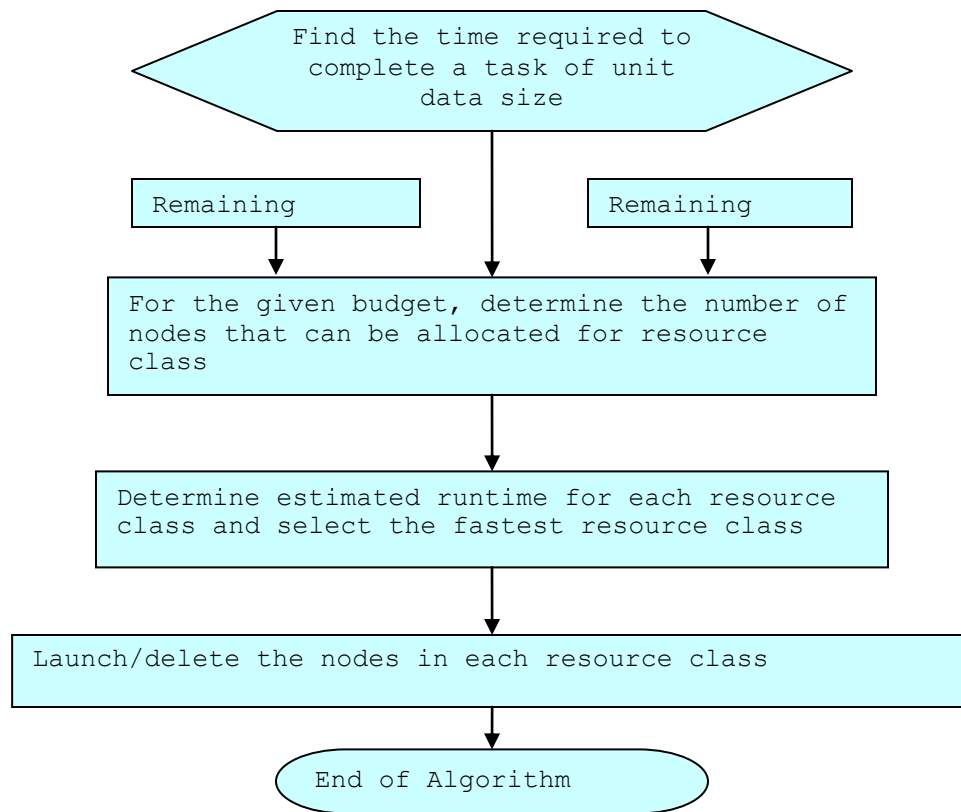 Find the time required to
complete a task of unit
data size
Remaining
Remaining
For the given budget, determine the number of
nodes that can be allocated for resource
class
Determine estimated runtime for each resource
class and select the fastest resource class
Launch/delete the nodes in each resource class
End of Algorithm